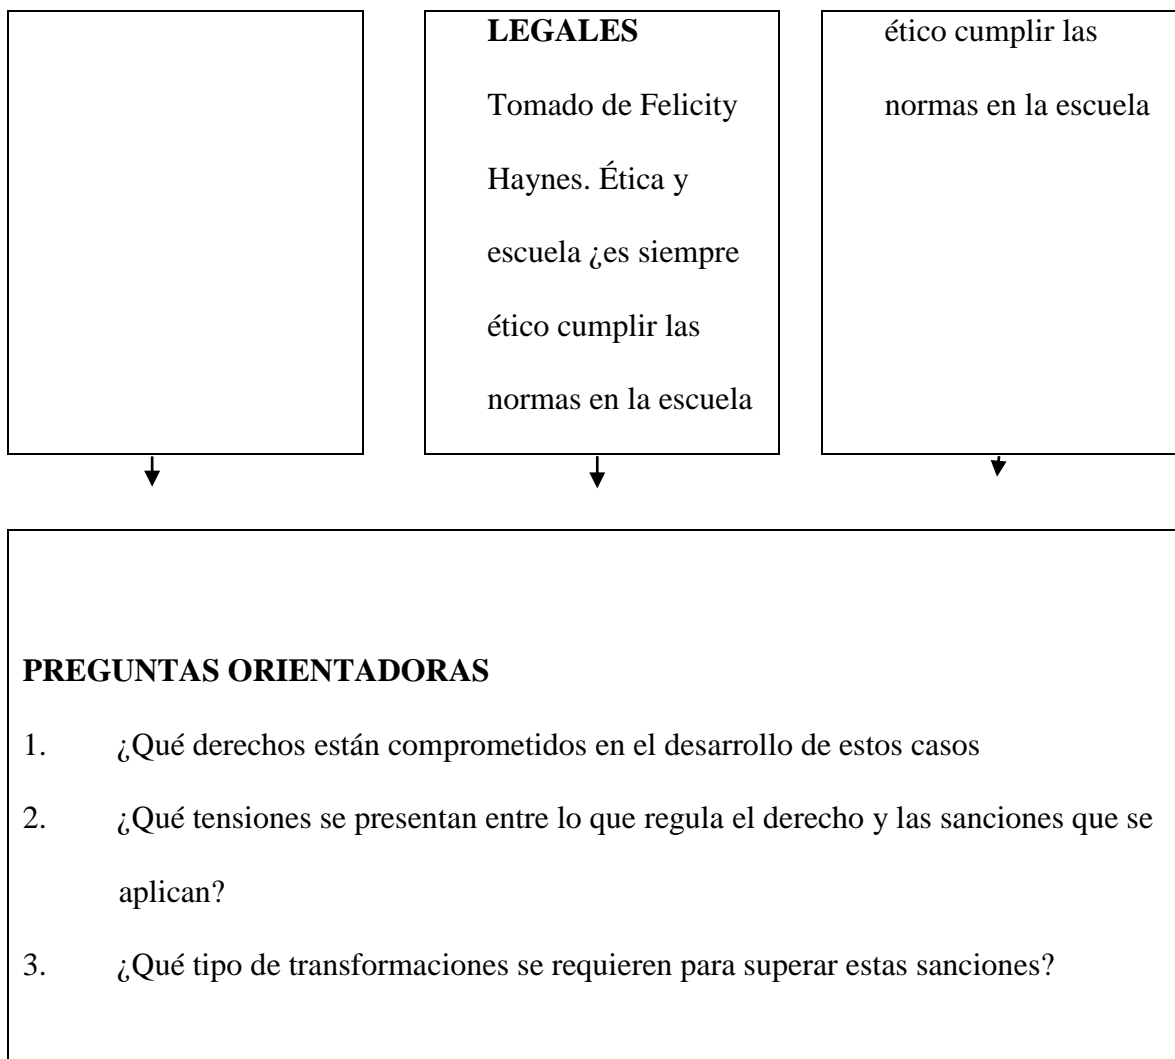 LEGALES
Tomado de Felicity
Haynes. Ética y
escuela ¿es siempre
ético cumplir las
normas en la escuela
ético cumplir las
normas en la escuela
PREGUNTAS ORIENTADORAS
1. ¿Qué derechos están comprometidos en el desarrollo de estos casos
2. ¿Qué tensiones se presentan entre lo que regula el derecho y las sanciones que se
aplican?
3. ¿Qué tipo de transformaciones se requieren para superar estas sanciones?